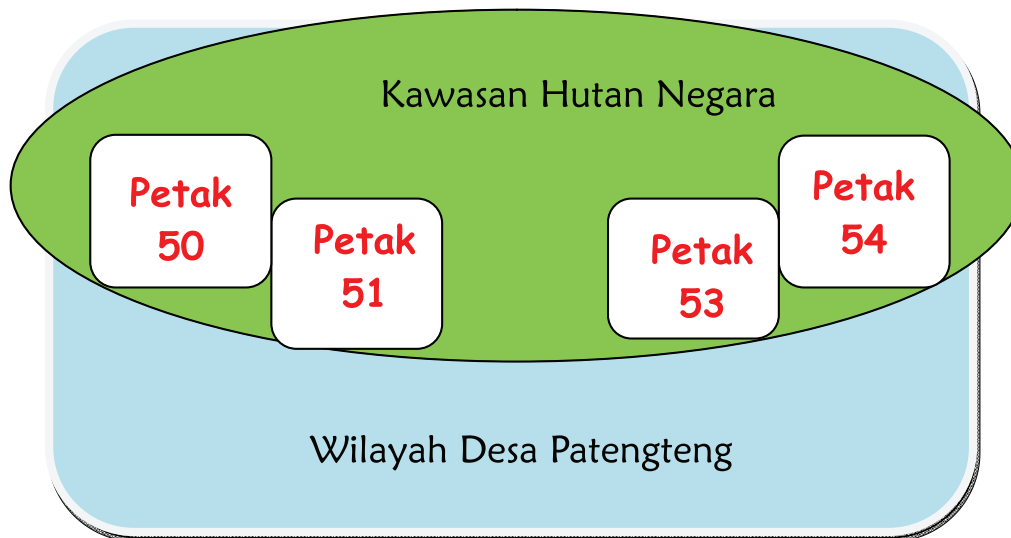 Kawasan Hutan Negara
Petak
50
Petak
51
Petak
53
Petak
54
Wilayah Desa Patengteng